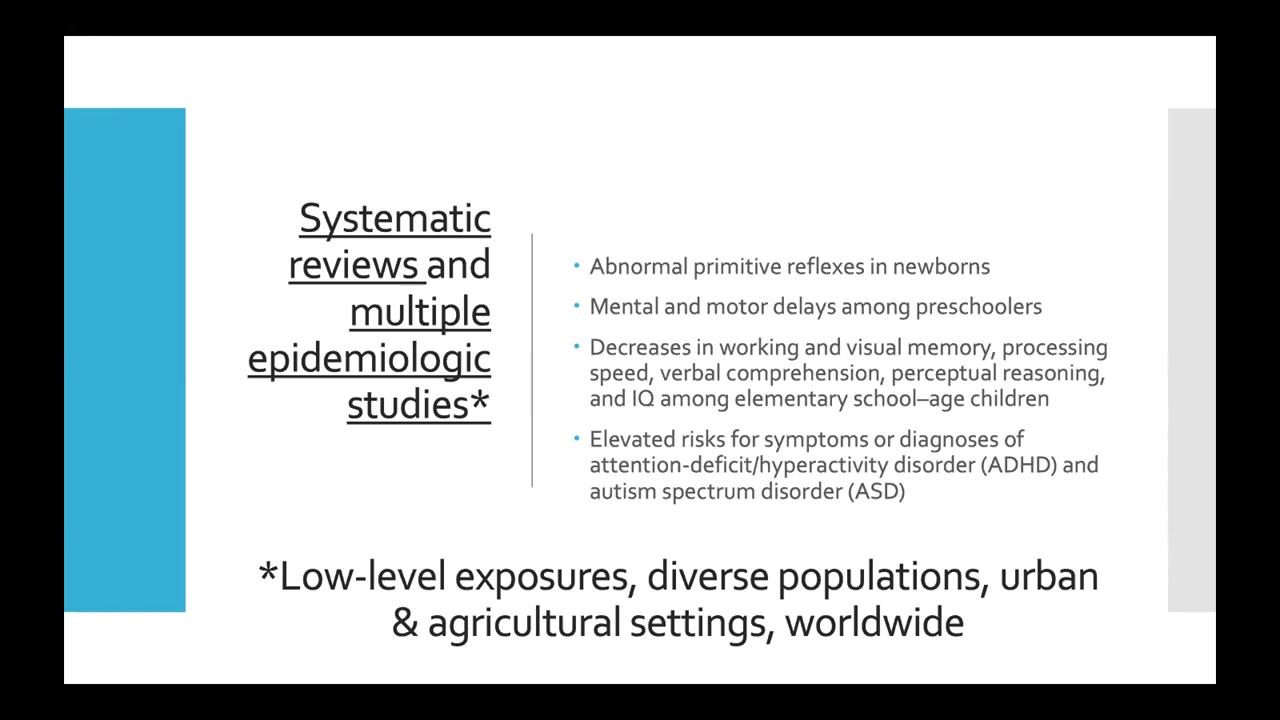 Systematic
reviews and
multiple
epidemiologic
studies*
• Abnormal primitive reflexes in newborns
• Mental and motor delays among preschoolers
• Decreases in working and visual memory, processing
speed, verbal comprehension, perceptual reasoning,
and IQ among elementary school–age children
• Elevated risks for symptoms or diagnoses of
attention-deficit/hyperactivity disorder (ADHD) and
autism spectrum disorder (ASD)
*Low-level exposures, diverse populations, urban
& agricultural settings, worldwide